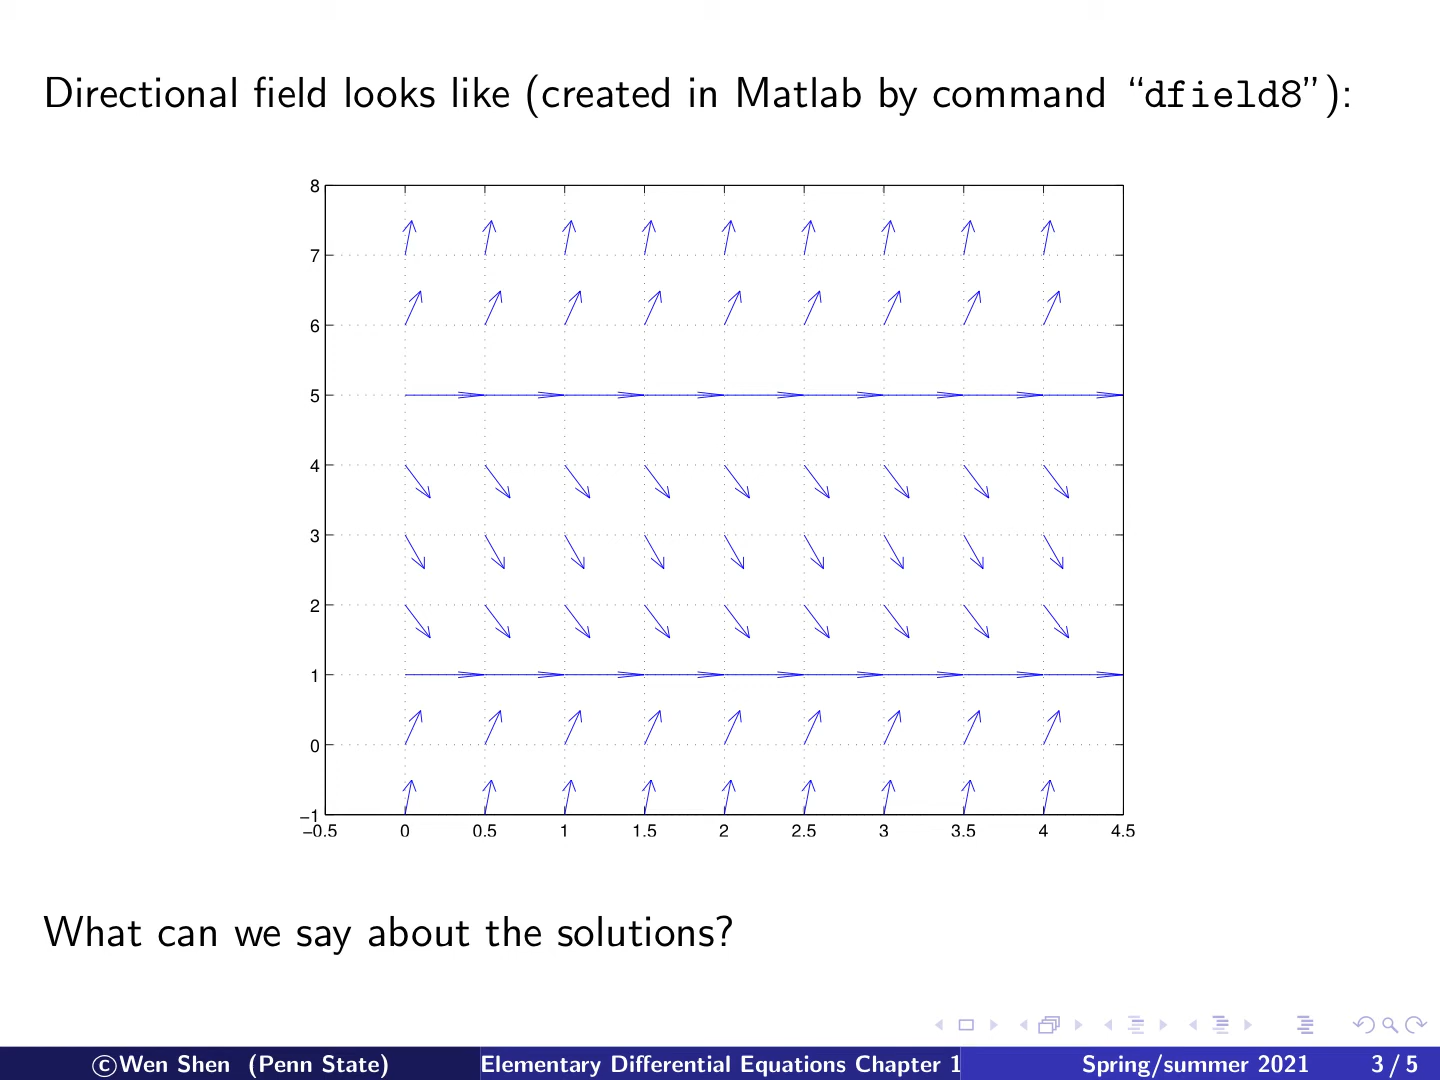 Directional field looks like (created in Matlab by command “dfield8”):
8
7
6
5
4
3
2
1
0
−1
−0.5 0 0.5 1 1.5 2 2.5 3 3.5 4 4.5
What can we say about the solutions?
©Wen Shen (Penn State) Elementary Differential Equations Chapter 1 Spring/summer 2021 3 / 5